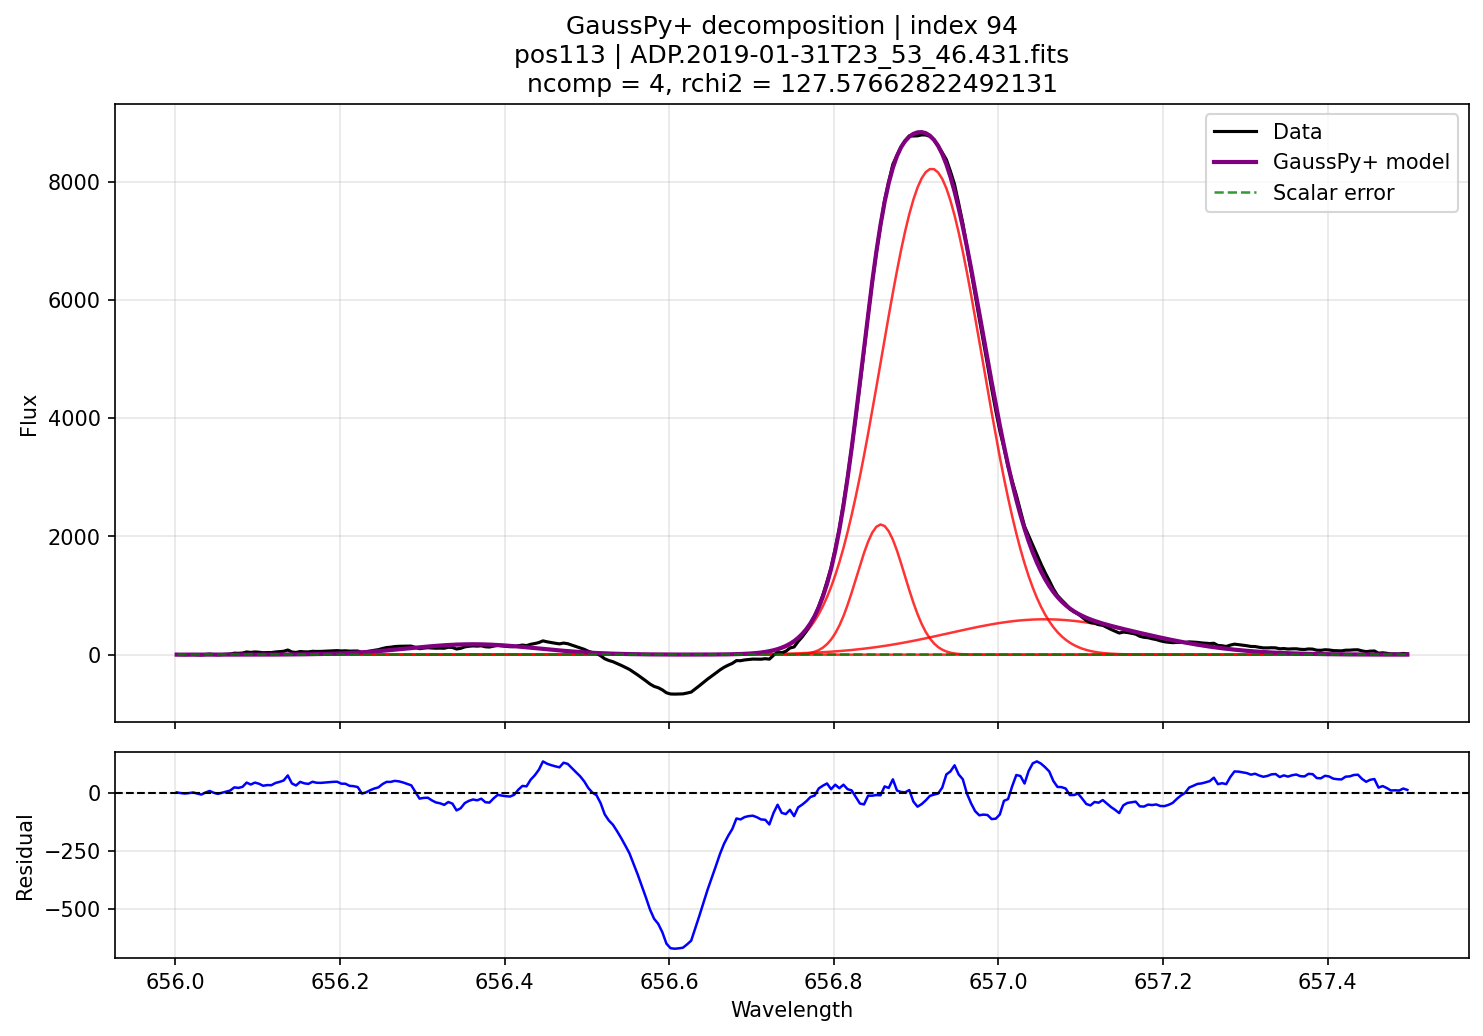 GaussPy+ decomposition | index 94
pos113 | ADP.2019-01-31T23_53_46.431.fits
ncomp = 4, rchi2 = 127.57662822492131
Data
GaussPy+ model
Scalar error
Flux
8000
6000
4000
2000
0
Residual
0
−250
−500
656.0
656.2
656.4
656.6
656.8
657.0
657.2
657.4
Wavelength